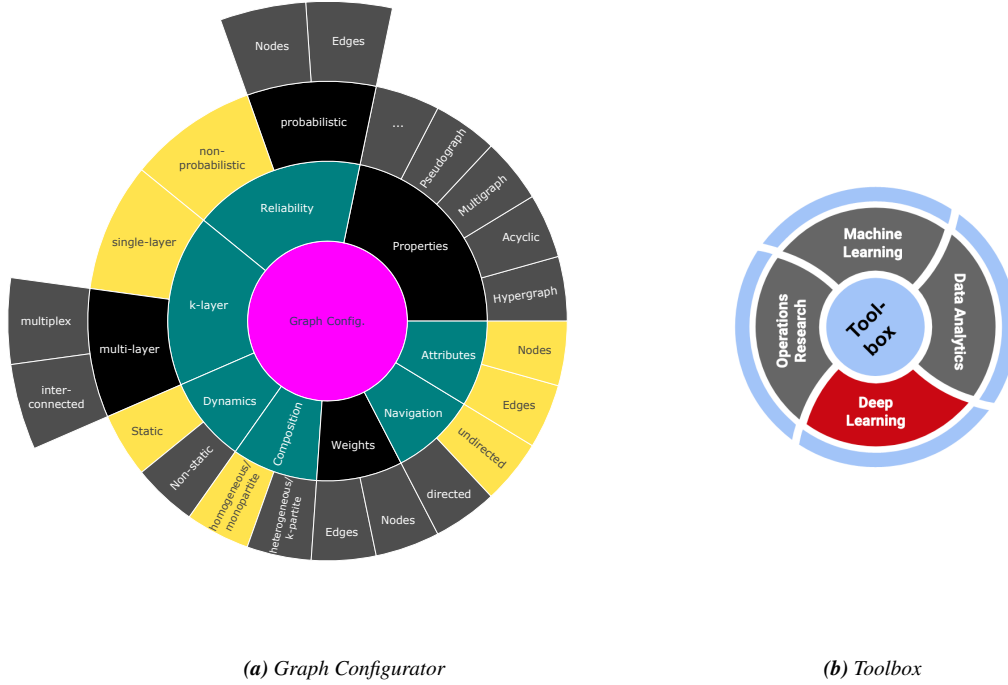 Nodes
Edges
probabilistic
...
Pseudograph
Multigraph
Acyclic
Hypergraph
non-
probabilistic
single-layer
Reliability
Properties
k-layer
Graph Config.
multiplex
multi-layer
inter-
connected
Attributes
Nodes
Edges
Navigation
undirected
directed
Dynamics
Static
Non-static
Composition
homogeneous/
monopartite
heterogeneous/
k-partite
Weights
Edges
Nodes
Machine
Learning
Operations
Research
Tool-
box
Data Analytics
Deep
Learning
(a) Graph Configurator
(b) Toolbox